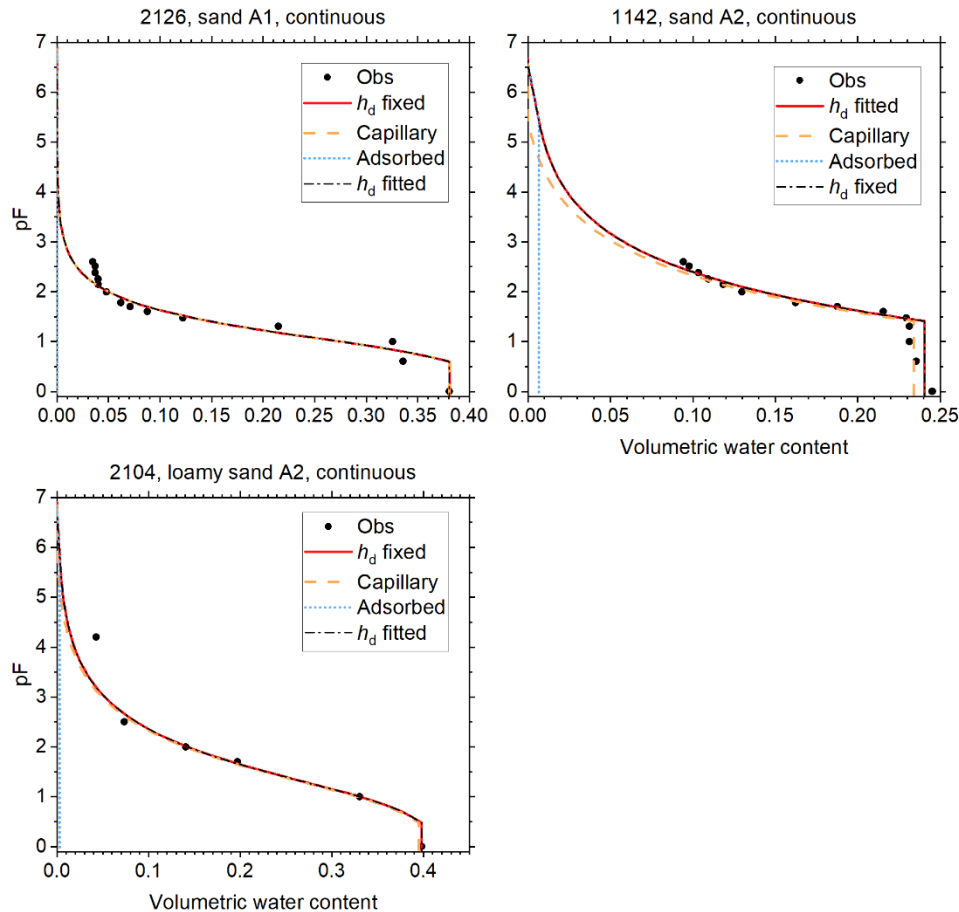 2126, sand A1, continuous
pF
7
6
5
4
3
2
1
0
0.00 0.05 0.10 0.15 0.20 0.25 0.30 0.35 0.40
Obs
hd fixed
Capillary
Adsorbed
hd fitted
1142, sand A2, continuous
7
6
5
4
3
2
1
0
0.00 0.05 0.10 0.15 0.20 0.25
Volumetric water content
Obs
hd fitted
Capillary
Adsorbed
hd fixed
2104, loamy sand A2, continuous
pF
7
6
5
4
3
2
1
0
0.0 0.1 0.2 0.3 0.4
Volumetric water content
Obs
hd fixed
Capillary
Adsorbed
hd fitted